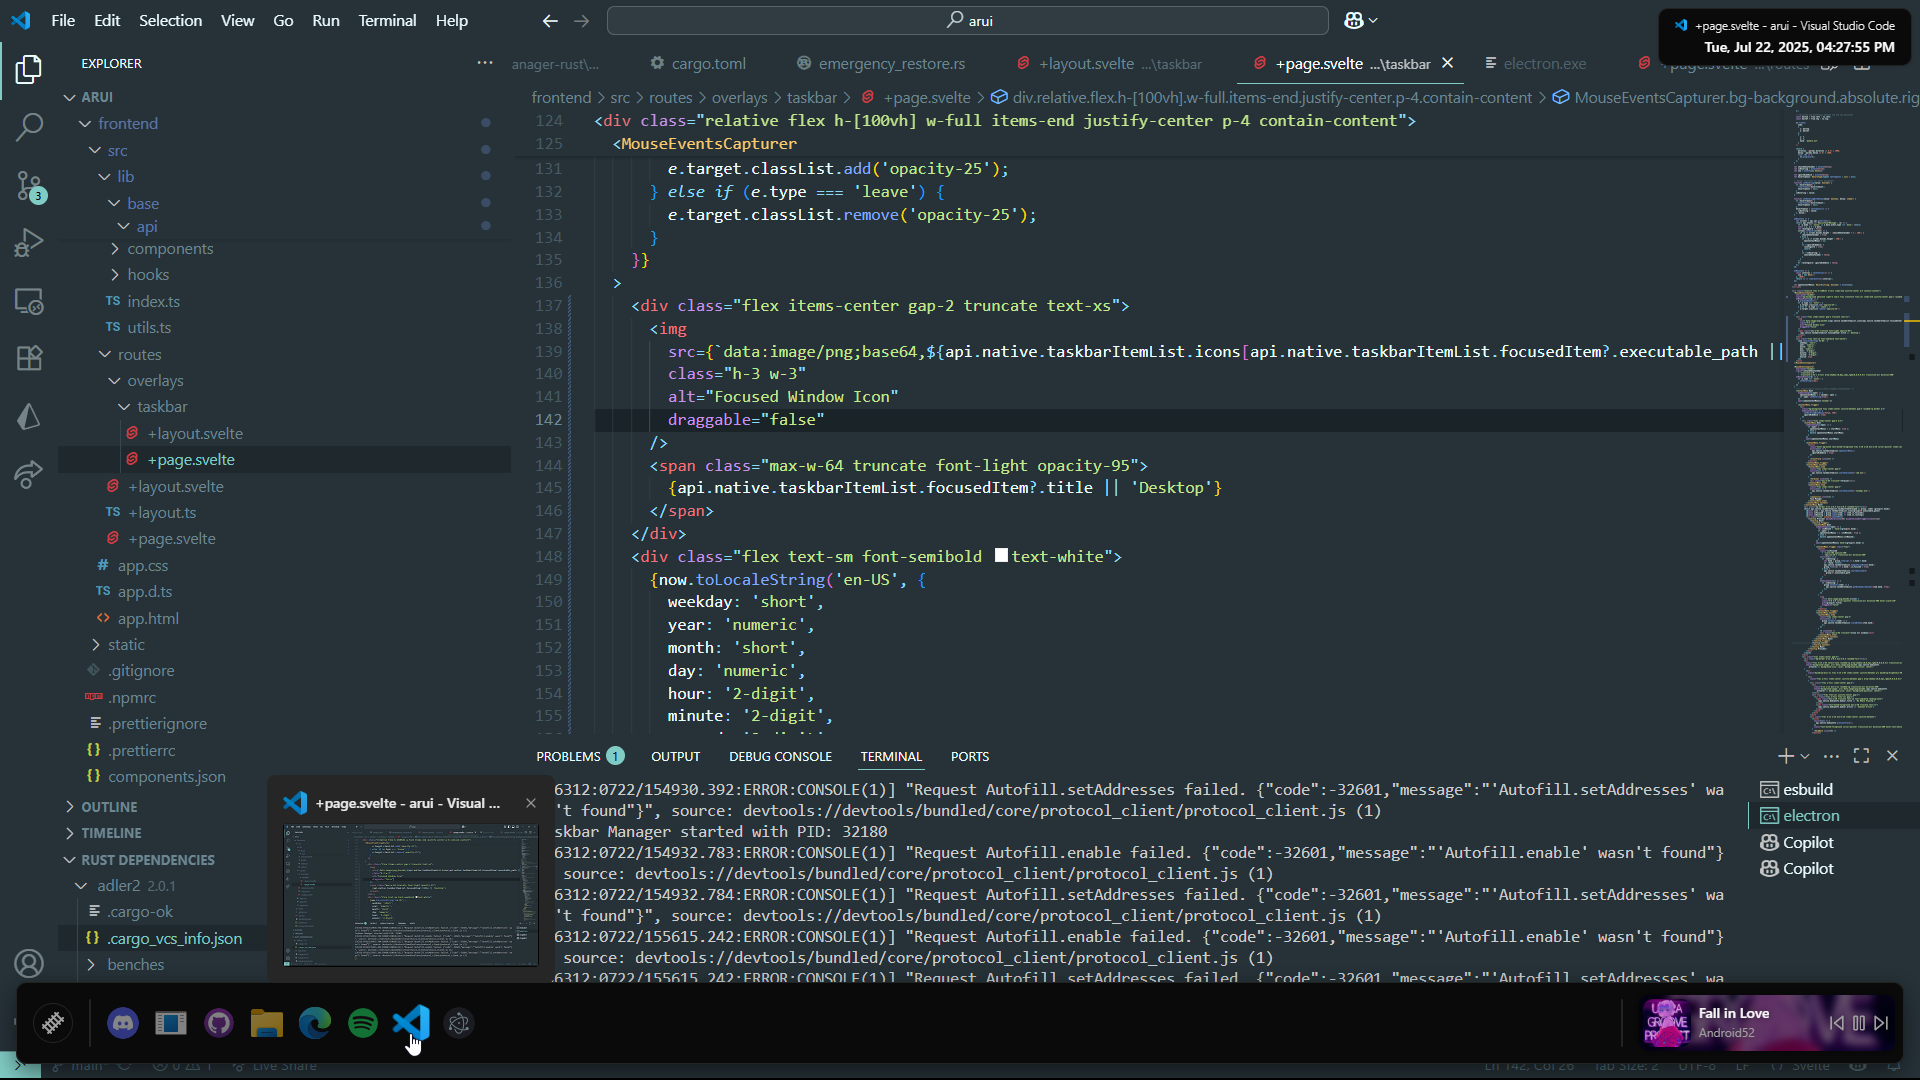 File Edit Selection View Go Run Terminal Help
arui
+page.svelte - arui - Visual Studio Code
Tue, Jul 22, 2025, 04:27:55 PM
EXPLORER
anager-rust\... cargo.toml emergency_restore.rs +layout.svelte ...\taskbar +page.svelte ...\taskbar electron.exe
frontend > src > routes > overlays > taskbar > +page.svelte > div.relative.flex.h-[100vh].w-full.items-end.justify-center.p-4.contain-content > MouseEventsCapturer.bg-background.absolute.rig
ARUI
frontend
src
lib
base
api
components
hooks
TS index.ts
TS utils.ts
routes
overlays
taskbar
+layout.svelte
+page.svelte
+layout.svelte
TS +layout.ts
+page.svelte
# app.css
TS app.d.ts
<> app.html
static
.gitignore
.npmrc
.prettierignore
{} .prettierrc
{} components.json
OUTLINE
TIMELINE
RUST DEPENDENCIES
adler2 2.0.1
.cargo-ok
{} .cargo_vcs_info.json
benches
3
124 <div class="relative flex h-[100vh] w-full items-end justify-center p-4 contain-content">
125 <MouseEventsCapturer
131 e.target.classList.add('opacity-25');
132 } else if (e.type === 'leave') {
133 e.target.classList.remove('opacity-25');
134 }
135 }}
136 >
137 <div class="flex items-center gap-2 truncate text-xs">
138 <img
139 src={`data:image/png;base64,${api.native.taskbarItemList.icons[api.native.taskbarItemList.focusedItem?.executable_path ||
140 class="h-3 w-3"
141 alt="Focused Window Icon"
142 draggable="false"
143 />
144 <span class="max-w-64 truncate font-light opacity-95">
145 {api.native.taskbarItemList.focusedItem?.title || 'Desktop'}
146 </span>
147 </div>
148 <div class="flex text-sm font-semibold text-white">
149 {now.toLocaleString('en-US', {
150 weekday: 'short',
151 year: 'numeric',
152 month: 'short',
153 day: 'numeric',
154 hour: '2-digit',
155 minute: '2-digit',
PROBLEMS 1 OUTPUT DEBUG CONSOLE TERMINAL PORTS
6312:0722/154930.392:ERROR:CONSOLE(1)] "Request Autofill.setAddresses failed. {"code":-32601,"message":"'Autofill.setAddresses' wa
't found"}", source: devtools://devtools/bundled/core/protocol_client/protocol_client.js (1)
skbar Manager started with PID: 32180
6312:0722/154932.783:ERROR:CONSOLE(1)] "Request Autofill.enable failed. {"code":-32601,"message":"'Autofill.enable' wasn't found"}
source: devtools://devtools/bundled/core/protocol_client/protocol_client.js (1)
6312:0722/154932.784:ERROR:CONSOLE(1)] "Request Autofill.setAddresses failed. {"code":-32601,"message":"'Autofill.setAddresses' wa
't found"}", source: devtools://devtools/bundled/core/protocol_client/protocol_client.js (1)
6312:0722/155615.242:ERROR:CONSOLE(1)] "Request Autofill.enable failed. {"code":-32601,"message":"'Autofill.enable' wasn't found"}
source: devtools://devtools/bundled/core/protocol_client/protocol_client.js (1)
6312:0722/155615.242:ERROR:CONSOLE(1)] "Request Autofill.setAddresses failed. {"code":-32601,"message":"'Autofill.setAddresses' wa
esbuild
electron
Copilot
Copilot
+page.svelte - arui - Visual ...
ULTRA GROOVE PROJECT
Fall in Love
Android52
main* Live Share
Ln 142, Col 26 Tab Size: 2 UTF-8 LF {} Svelte